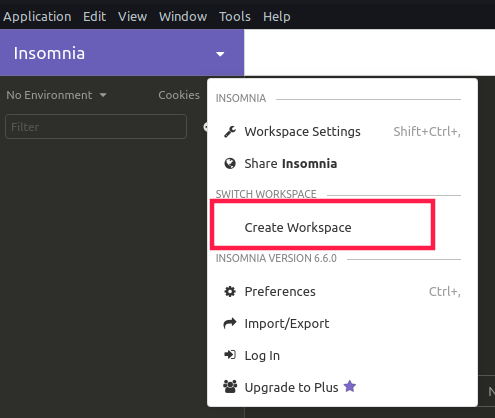 Application Edit View Window Tools Help
Insomnia
No Environment Cookies
Filter
INSOMNIA
Workspace Settings Shift+Ctrl+,
Share Insomnia
SWITCH WORKSPACE
Create Workspace
INSOMNIA VERSION 6.6.0
Preferences Ctrl+,
Import/Export
Log In
Upgrade to Plus